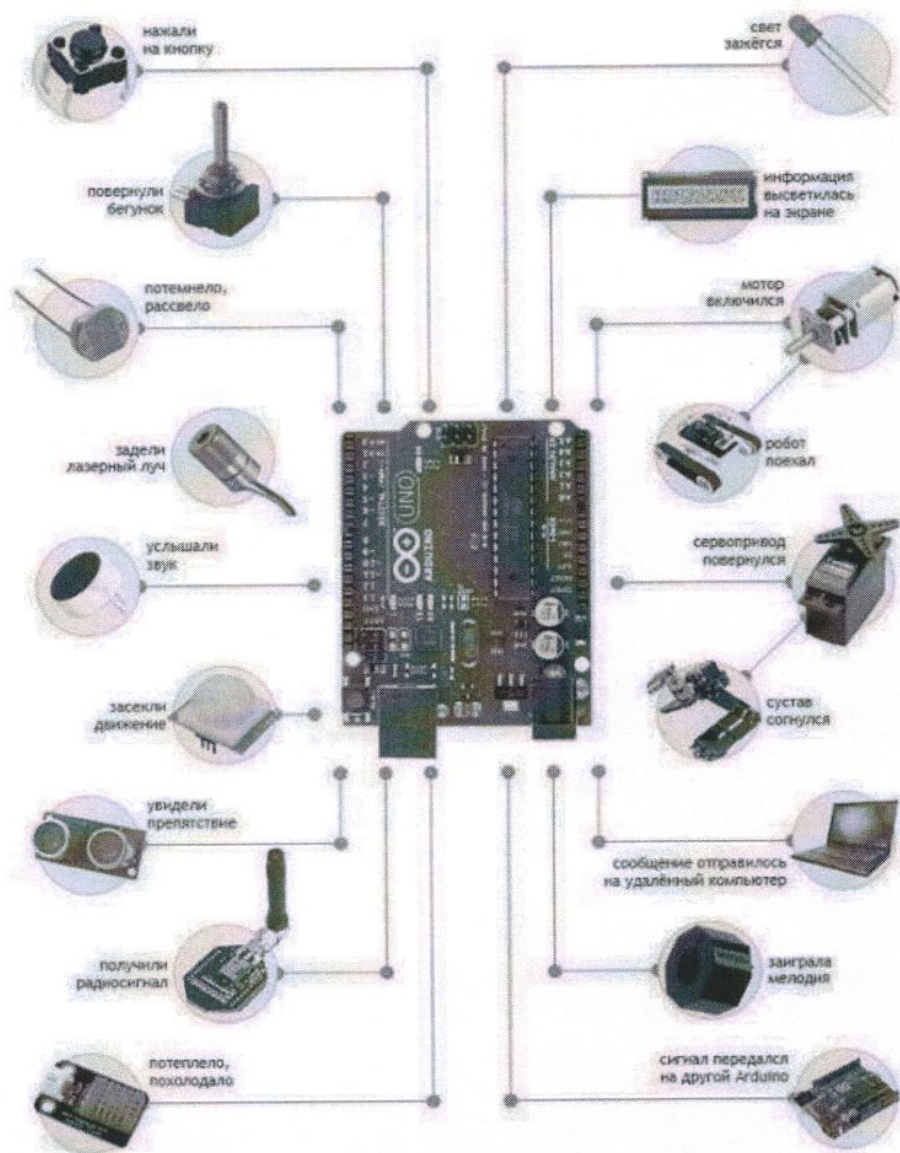 нажали
на кнопку
повернули
бегунок
потемнело,
рассвело
задели
лазерный луч
услышали
звук
засекли
движение
увидели
препятствие
получили
радиосигнал
потеплело,
похолодало
UNO
ARDUINO
свет
зажёгся
информация
высветилась
на экране
мотор
включился
робот
поехал
сервопривод
повернулся
сустав
согнулся
сообщение отправилось
на удалённый компьютер
заиграла
мелодия
сигнал передался
на другой Arduino